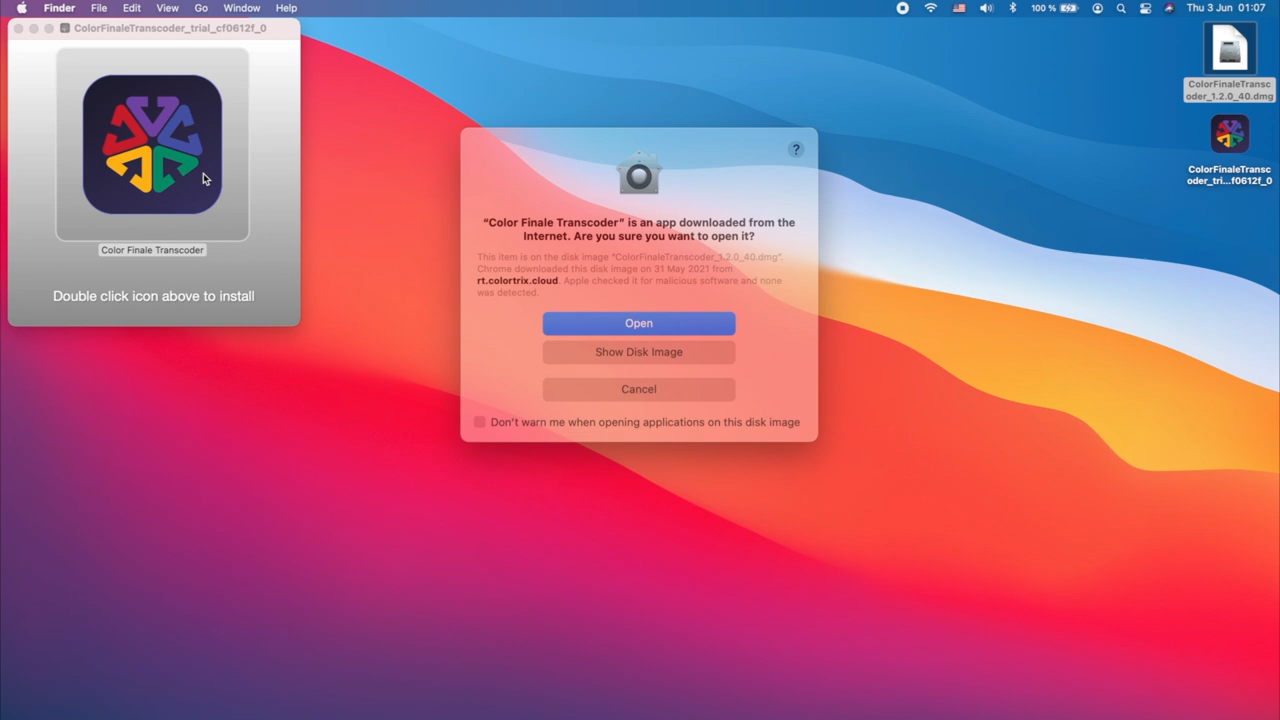 Finder File Edit View Go Window Help
100 % Thu 3 Jun 01:07
ColorFinaleTranscoder_trial_cf0612f_0
Color Finale Transcoder
Double click icon above to install
?
“Color Finale Transcoder” is an app downloaded from the
Internet. Are you sure you want to open it?
This item is on the disk image “ColorFinaleTranscoder_1.2.0_40.dmg”.
Chrome downloaded this disk image on 31 May 2021 from
rt.colortrix.cloud. Apple checked it for malicious software and none
was detected.
Open
Show Disk Image
Cancel
Don't warn me when opening applications on this disk image
ColorFinaleTransc
oder_1.2.0_40.dmg
ColorFinaleTransc
oder_tri...f0612f_0